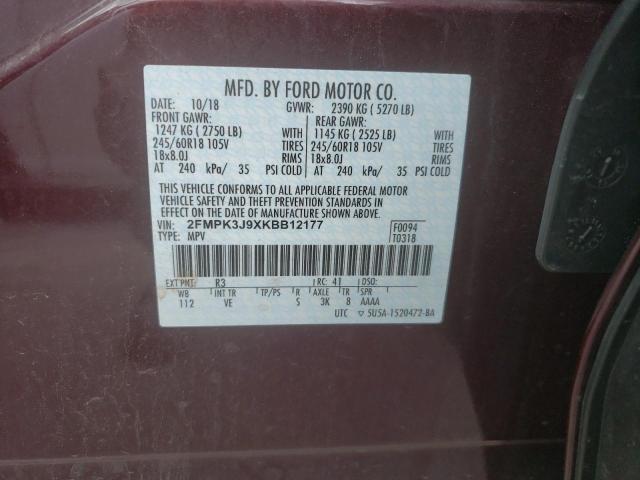 MFD. BY FORD MOTOR CO.
DATE: 10/18 GVWR: 2390 KG ( 5270 LB)
FRONT GAWR: REAR GAWR:
1247 KG ( 2750 LB) WITH 1145 KG ( 2525 LB) WITH
245/60R18 105V TIRES 245/60R18 105V TIRES
18x8.0J RIMS 18x8.0J RIMS
AT 240 kPa/ 35 PSI COLD AT 240 kPa/ 35 PSI COLD
THIS VEHICLE CONFORMS TO ALL APPLICABLE FEDERAL MOTOR
VEHICLE SAFETY AND THEFT PREVENTION STANDARDS IN
EFFECT ON THE DATE OF MANUFACTURE SHOWN ABOVE.
VIN: 2FMPK3J9XKBB12177 F0094
TYPE: MPV T0318
EXT PNT: R3 RC: 41 DSO:
WB INT TR TP/PS R AXLE TR SPR
112 VE S 3K 8 AAAA
UTC ▽ 5U5A-1520472-BA